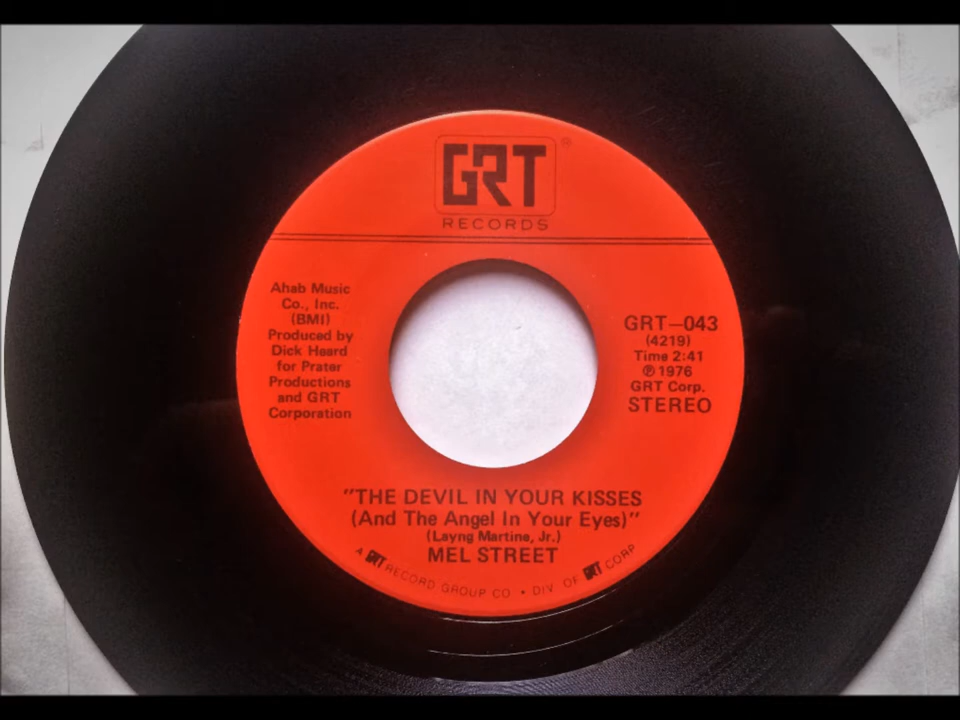 GRT
RECORDS
Ahab Music
Co., Inc.
(BMI)
Produced by
Dick Heard
for Prater
Productions
and GRT
Corporation
GRT—043
(4219)
Time 2:41
℗ 1976
GRT Corp.
STEREO
"THE DEVIL IN YOUR KISSES
(And The Angel In Your Eyes)"
(Layng Martine, Jr.)
MEL STREET
A GRT RECORD GROUP CO • DIV. OF GRT CORP